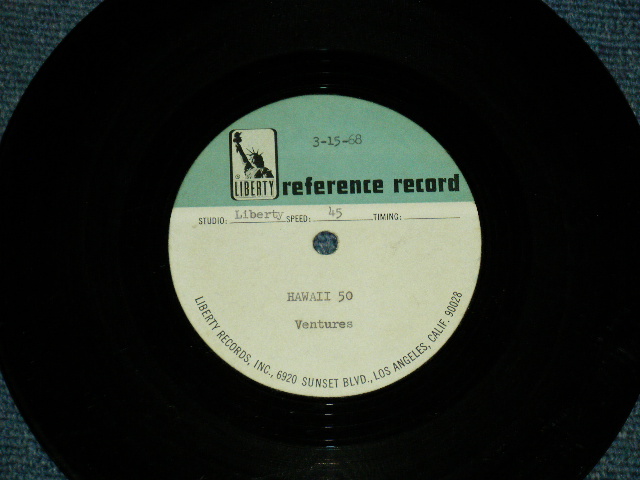 3-15-68
LIBERTY
reference record
STUDIO: Liberty SPEED: 45 TIMING:
HAWAII 50
Ventures
LIBERTY RECORDS, INC., 6920 SUNSET BLVD., LOS ANGELES, CALIF. 90028